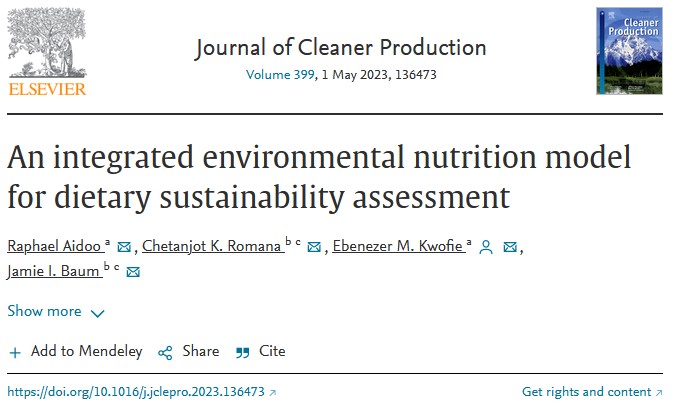 ELSEVIER
Journal of Cleaner Production
Volume 399, 1 May 2023, 136473
Cleaner
Production
An integrated environmental nutrition model
for dietary sustainability assessment
Raphael Aidoo a, Chetanjot K. Romana b c, Ebenezer M. Kwofie a,
Jamie I. Baum b c
Show more
Add to Mendeley Share Cite
https://doi.org/10.1016/j.jclepro.2023.136473
Get rights and content